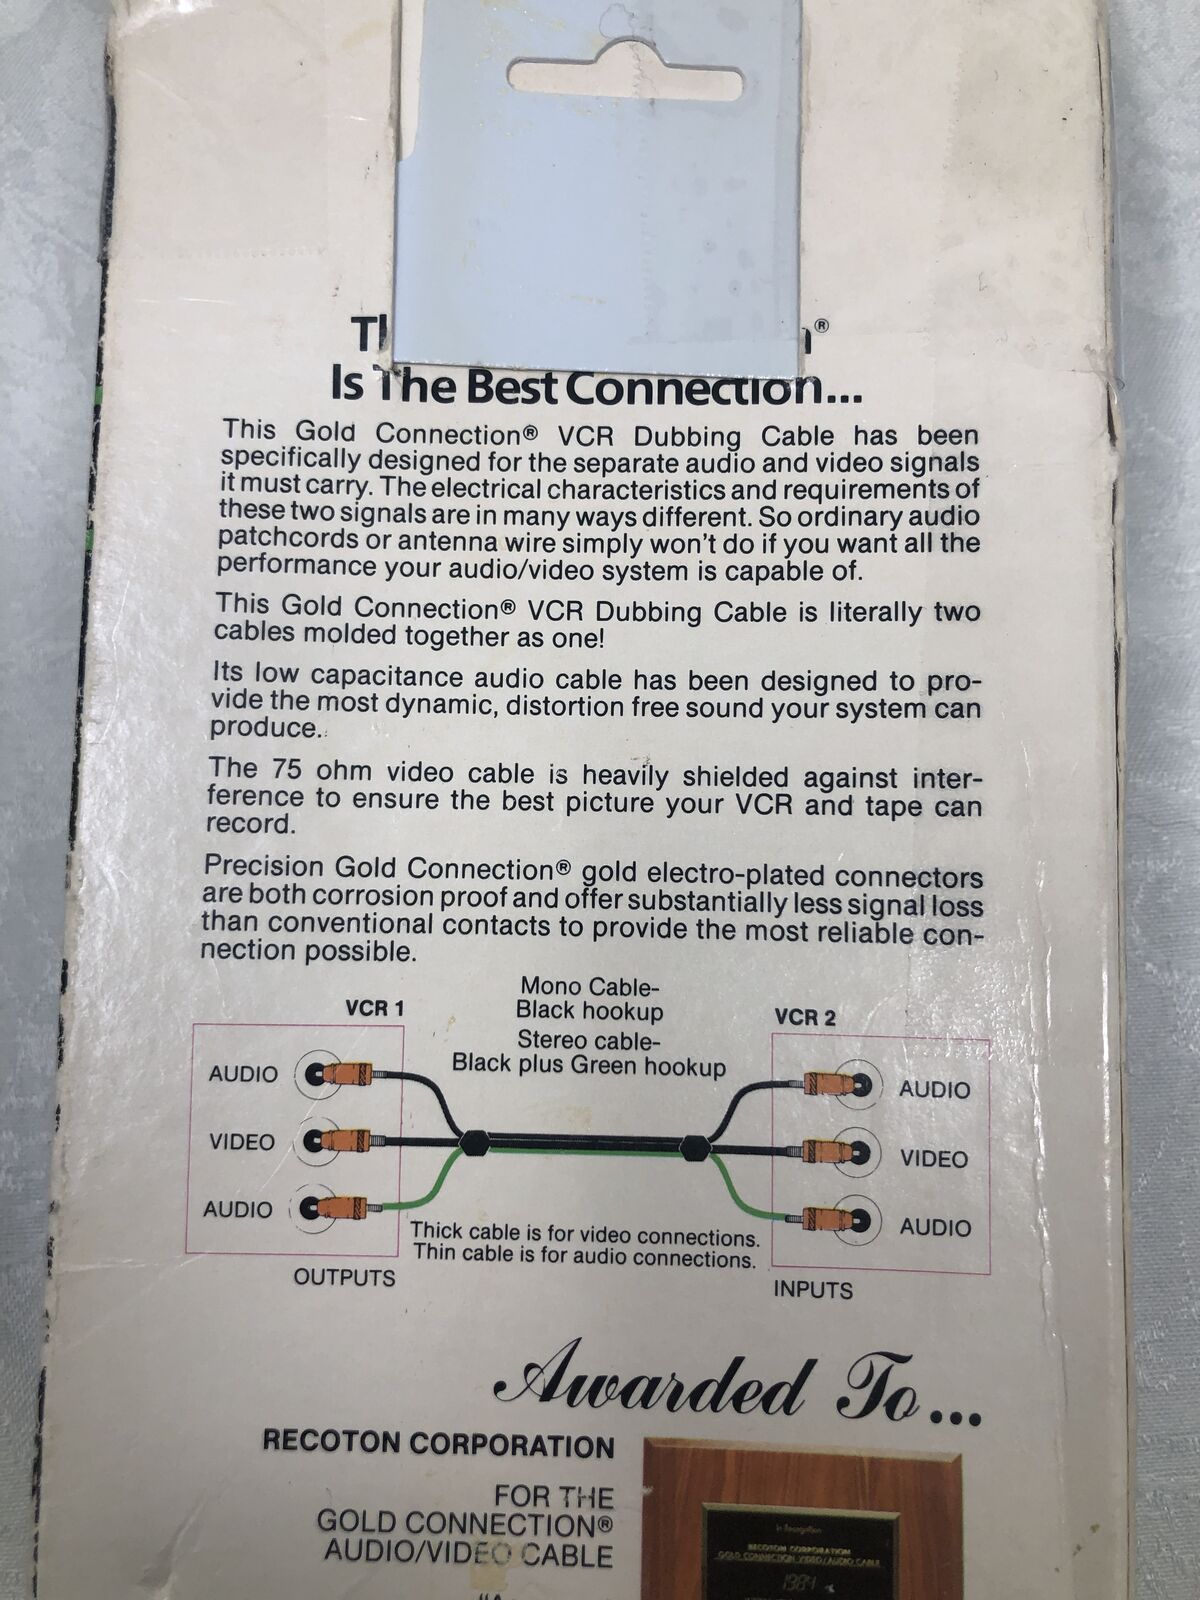 Is The Best Connection...
This Gold Connection® VCR Dubbing Cable has been
specifically designed for the separate audio and video signals
it must carry. The electrical characteristics and requirements of
these two signals are in many ways different. So ordinary audio
patchcords or antenna wire simply won't do if you want all the
performance your audio/video system is capable of.
This Gold Connection® VCR Dubbing Cable is literally two
cables molded together as one!
Its low capacitance audio cable has been designed to pro-
vide the most dynamic, distortion free sound your system can
produce.
The 75 ohm video cable is heavily shielded against inter-
ference to ensure the best picture your VCR and tape can
record.
Precision Gold Connection® gold electro-plated connectors
are both corrosion proof and offer substantially less signal loss
than conventional contacts to provide the most reliable con-
nection possible.
Mono Cable-
Black hookup
Stereo cable-
Black plus Green hookup
VCR 1
AUDIO
VIDEO
AUDIO
OUTPUTS
VCR 2
AUDIO
VIDEO
AUDIO
INPUTS
Thick cable is for video connections.
Thin cable is for audio connections.
Awarded To...
RECOTON CORPORATION
FOR THE
GOLD CONNECTION®
AUDIO/VIDEO CABLE
In Recognition
RECOTON CORPORATION
GOLD CONNECTION VIDEO/AUDIO CABLE
1984